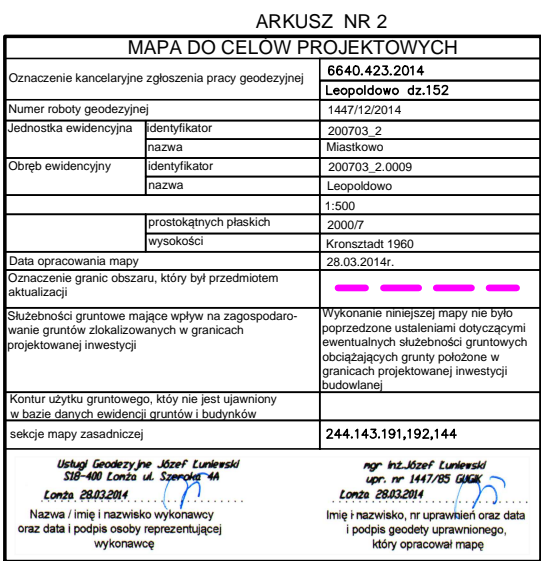 ARKUSZ NR 2
MAPA DO CELÓW PROJEKTOWYCH
Oznaczenie kancelaryjne zgłoszenia pracy geodezyjnej
6640.423.2014
Leopoldowo dz.152
Numer roboty geodezyjnej
1447/12/2014
Jednostka ewidencyjna
identyfikator
200703_2
nazwa
Miastkowo
Obręb ewidencyjny
identyfikator
200703_2.0009
nazwa
Leopoldowo
1:500
prostokątnych płaskich
2000/7
wysokości
Kronsztadt 1960
Data opracowania mapy
28.03.2014r.
Oznaczenie granic obszaru, który był przedmiotem
aktualizacji
Służebności gruntowe mające wpływ na zagospodaro-
wanie gruntów zlokalizowanych w granicach
projektowanej inwestycji
Wykonanie niniejszej mapy nie było
poprzedzone ustaleniami dotyczącymi
ewentualnych służebności gruntowych
obciążających grunty położone w
granicach projektowanej inwestycji
budowlanej
Kontur użytku gruntowego, któy nie jest ujawniony
w bazie danych ewidencji gruntów i budynków
sekcje mapy zasadniczej
244.143.191,192,144
Usługi Geodezyjne Józef Łuniewski
S18-400 Łomża ul. Szeroka 4A
Łomża 28.03.2014
Nazwa / imię i nazwisko wykonawcy
oraz data i podpis osoby reprezentującej
wykonawcę
mgr inż.Józef Łuniewski
upr. nr 1447/85 GUGiK
Łomża 28.03.2014
Imię i nazwisko, nr uprawnień oraz data
i podpis geodety uprawnionego,
który opracował mapę